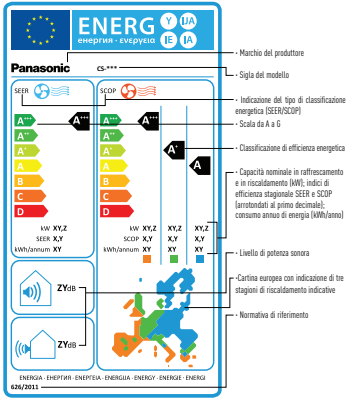 ENERG Y IJA
енергия · ενεργεια IE IA
Panasonic CS-***
SEER SCOP
A+++ A+++ A+++ A+++
A++ A++
A+ A+ A+
A A A
B B
C C
D D
kW XY,Z kW XY,Z XY,Z XY,Z
SEER X,Y SCOP X,Y X,Y X,Y
kWh/annum XY kWh/annum XY XY XY
ZYdB
ZYdB
ENERGIA - ЕНЕРГИЯ - ΕΝΕΡΓΕΙΑ - ENERGIJA - ENERGY - ENERGIE - ENERGI
626/2011
• Marchio del produttore
• Sigla del modello
• Indicazione del tipo di classificazione
energetica (SEER/SCOP)
• Scala da A a G
• Classificazione di efficienza energetica
• Capacità nominale in raffrescamento
e in riscaldamento (kW); indici di
efficienza stagionale SEER e SCOP
(arrotondati al primo decimale);
consumo annuo di energia (kWh/anno)
• Livello di potenza sonora
•Cartina europea con indicazione di tre
stagioni di riscaldamento indicative
• Normativa di riferimento